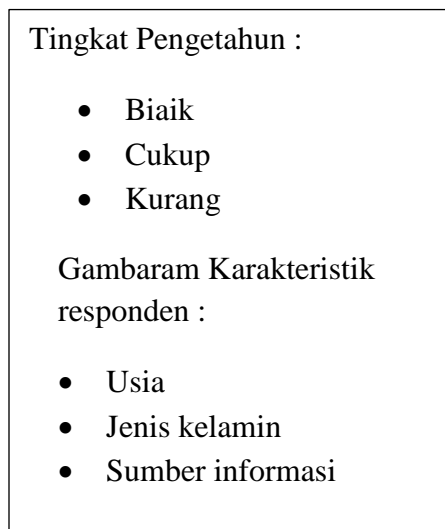 Tingkat Pengetahun :
• Biaik
• Cukup
• Kurang
Gambaram Karakteristik
responden :
• Usia
• Jenis kelamin
• Sumber informasi